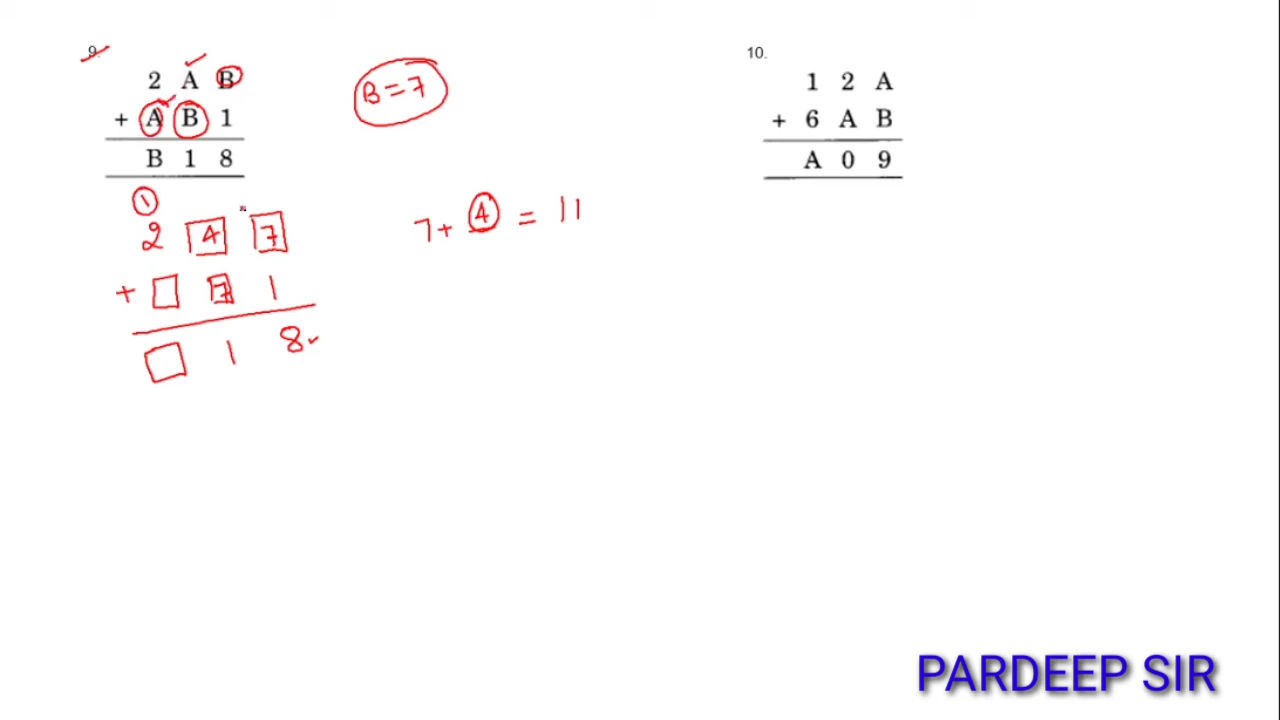 9.
2 A B
+ A B 1
B 1 8
B = 7
1
2 4 7
+ 7 1
1 8
7 + 4 = 11
10.
1 2 A
+ 6 A B
A 0 9
PARDEEP SIR